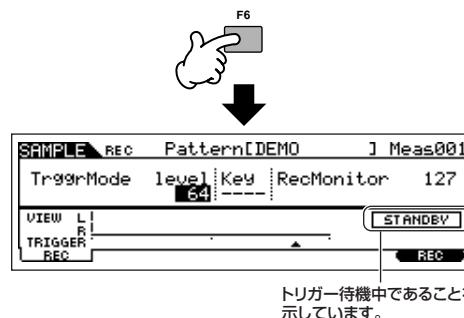 F6
SAMPLE REC Pattern[DEMO ] Meas001
TrggrMode level Key RecMonitor 127
64 ----
VIEW L
R
TRIGGER
STANDBY
REC REC
トリガー待機中であることを
示しています。